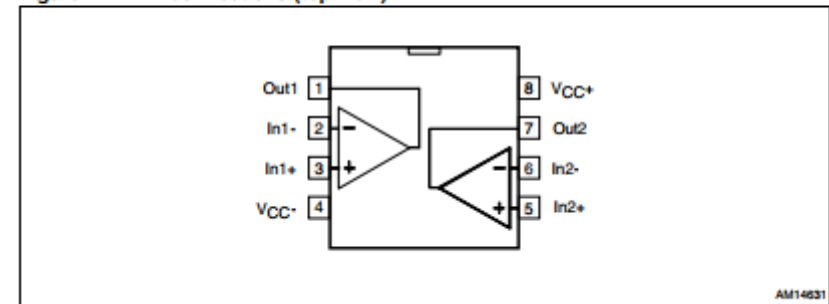 Out1 1 8 VCC+
In1- 2 - 7 Out2
In1+ 3 + - 6 In2-
VCC- 4 + 5 In2+
AM14631